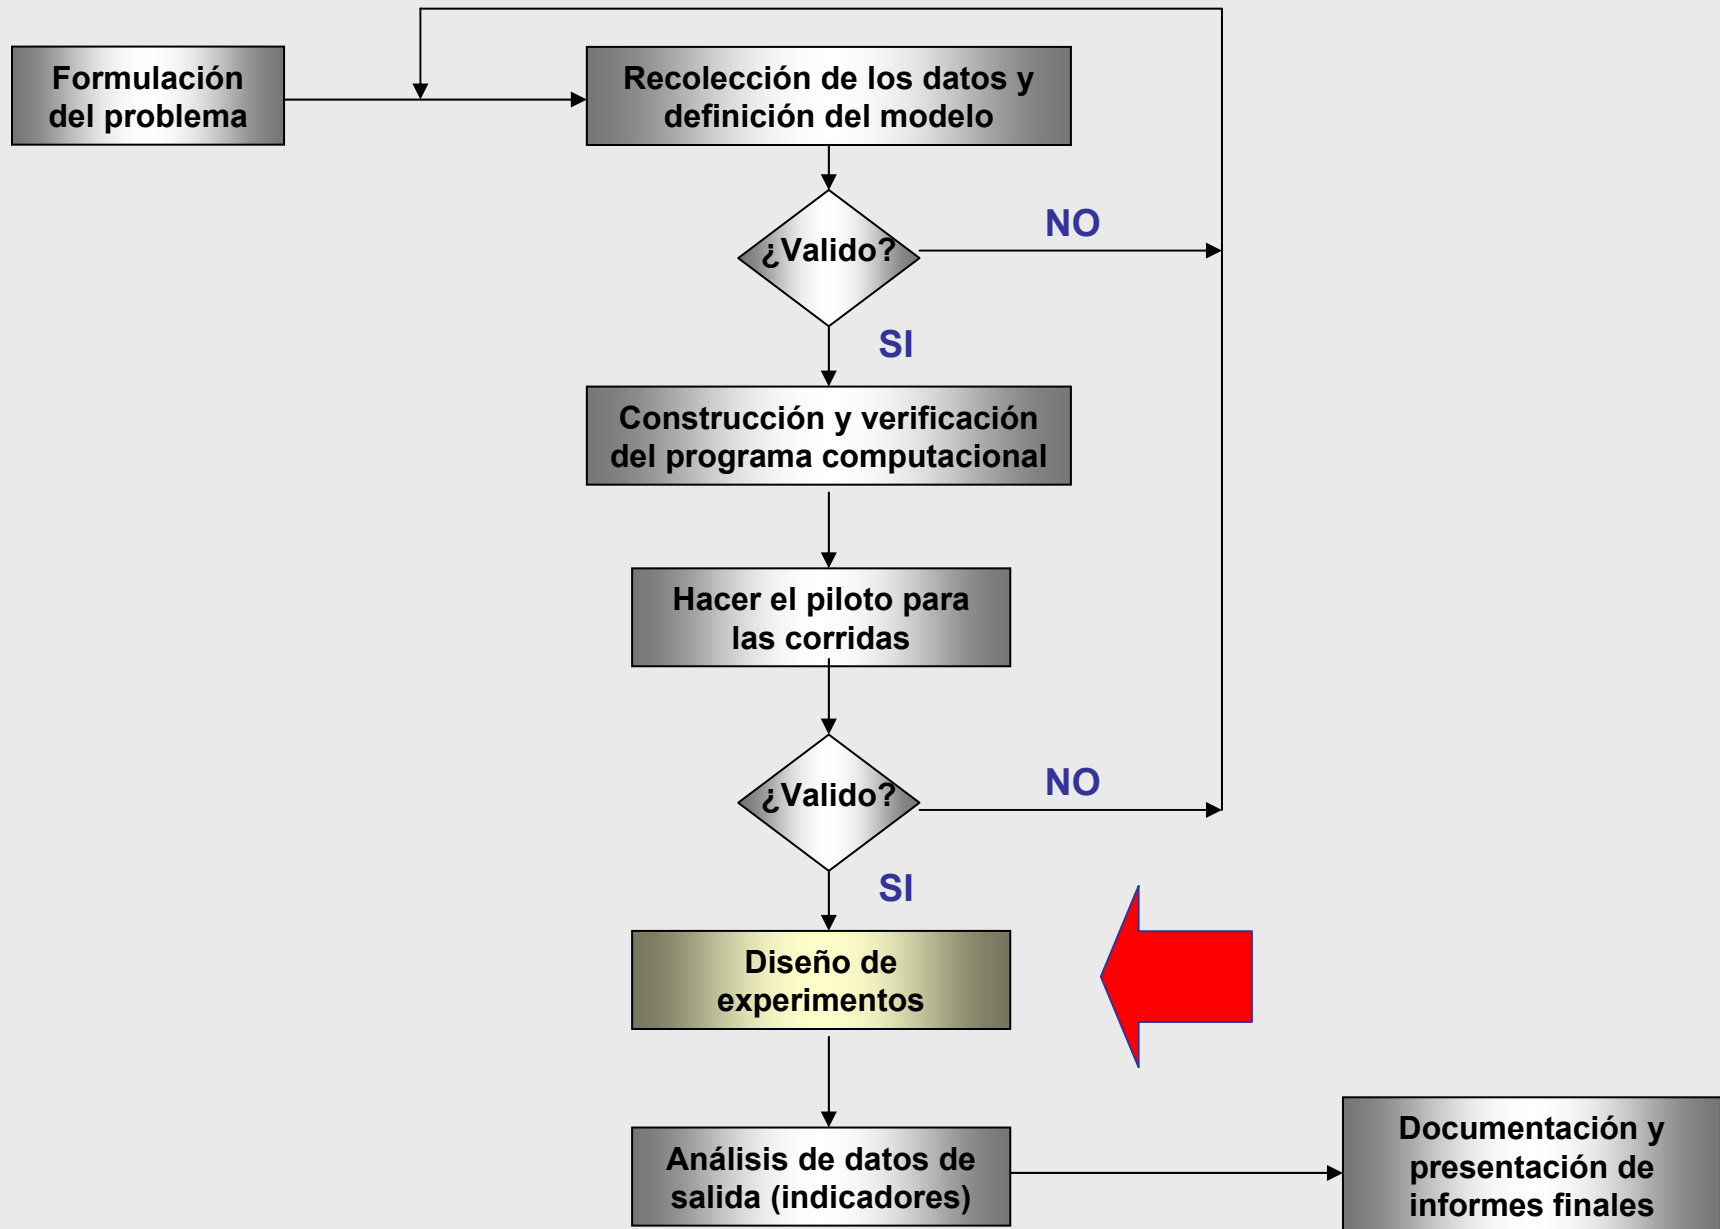 Formulación
del problema
Recolección de los datos y
definición del modelo
¿Valido?
NO
SI
Construcción y verificación
del programa computacional
Hacer el piloto para
las corridas
¿Valido?
NO
SI
Diseño de
experimentos
Análisis de datos de
salida (indicadores)
Documentación y
presentación de
informes finales